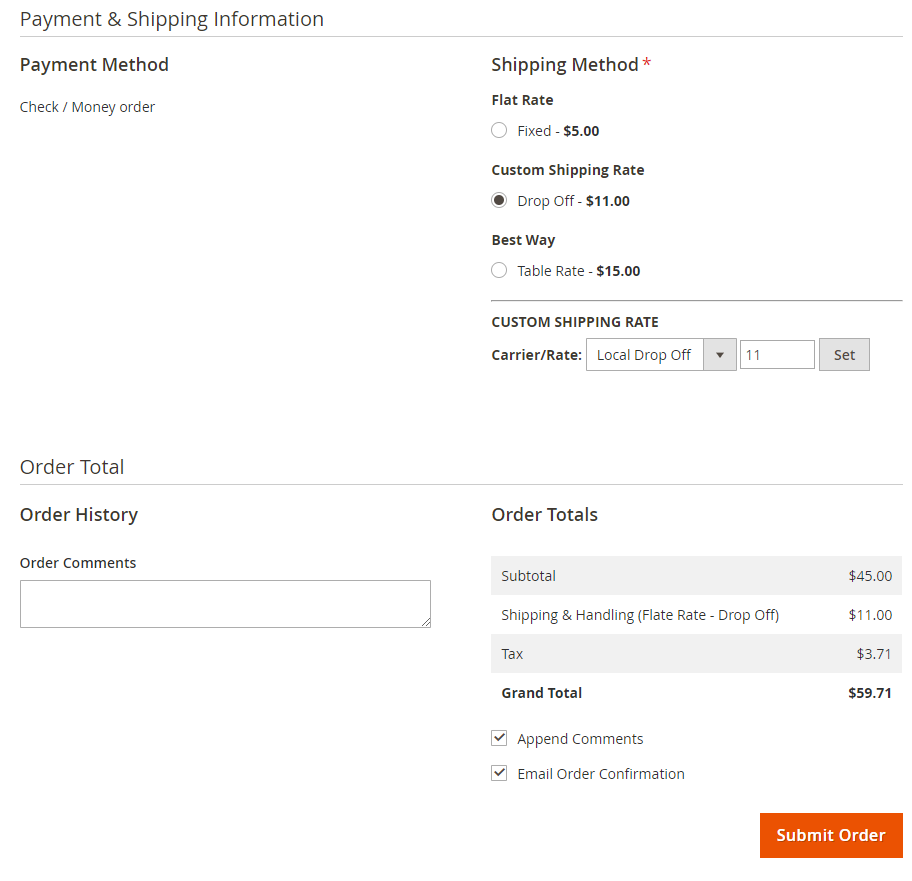 Payment & Shipping Information
Payment Method
Check / Money order
Shipping Method *
Flat Rate
Fixed - $5.00
Custom Shipping Rate
Drop Off - $11.00
Best Way
Table Rate - $15.00
CUSTOM SHIPPING RATE
Carrier/Rate: Local Drop Off 11 Set
Order Total
Order History
Order Comments
Order Totals
Subtotal $45.00
Shipping & Handling (Flate Rate - Drop Off) $11.00
Tax $3.71
Grand Total $59.71
Append Comments
Email Order Confirmation
Submit Order